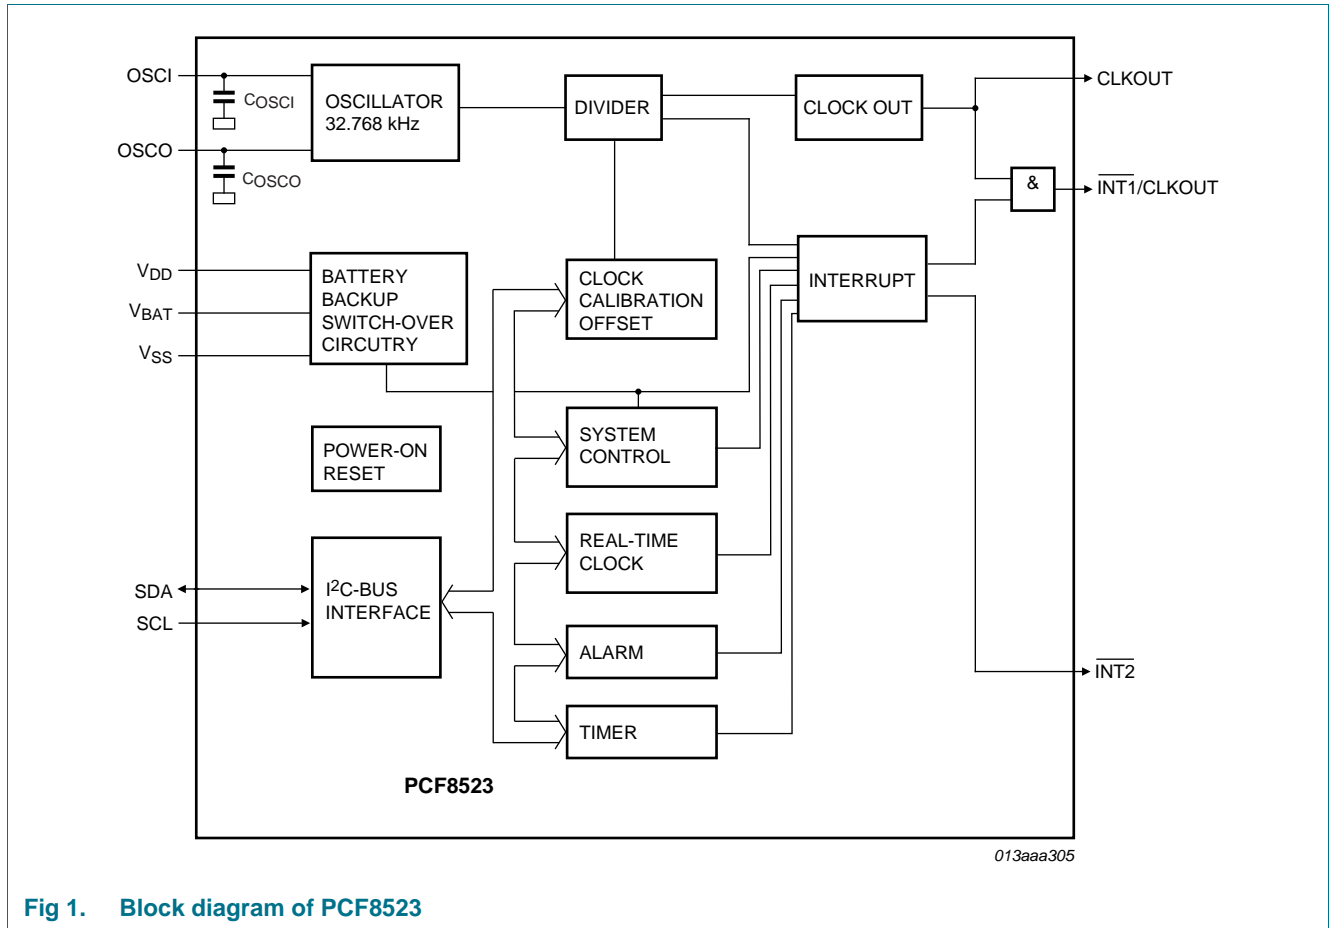 OSCI
COSCI
OSCO
COSCO
OSCILLATOR
32.768 kHz
DIVIDER
CLOCK OUT
CLKOUT
&
INT1/CLKOUT
VDD
VBAT
VSS
BATTERY
BACKUP
SWITCH-OVER
CIRCUTRY
CLOCK
CALIBRATION
OFFSET
INTERRUPT
POWER-ON
RESET
SYSTEM
CONTROL
REAL-TIME
CLOCK
SDA
SCL
I2C-BUS
INTERFACE
ALARM
INT2
TIMER
PCF8523
013aaa305
Fig 1. Block diagram of PCF8523